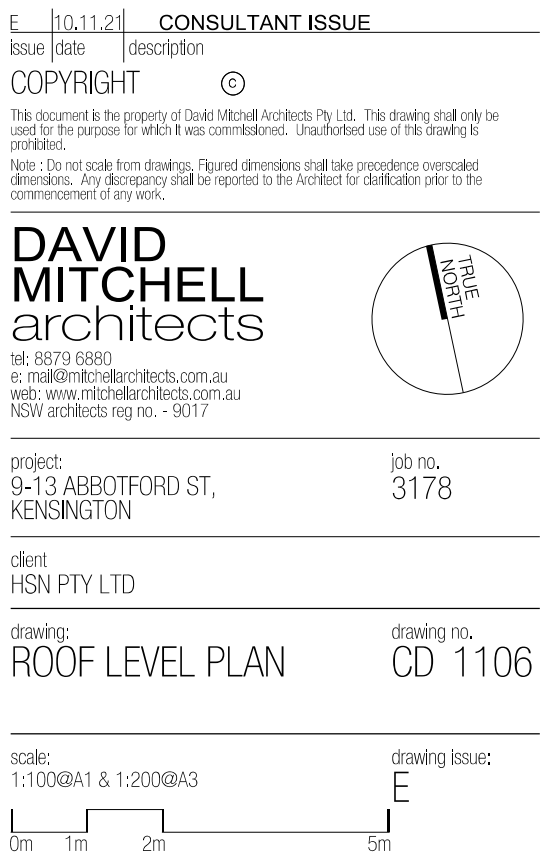 E 10.11.21 CONSULTANT ISSUE
issue date description
COPYRIGHT ©
This document is the property of David Mitchell Architects Pty Ltd. This drawing shall only be
used for the purpose for which it was commissioned. Unauthorised use of this drawing is
prohibited.
Note : Do not scale from drawings. Figured dimensions shall take precedence overscaled
dimensions. Any discrepancy shall be reported to the Architect for clarification prior to the
commencement of any work.
DAVID
MITCHELL
architects
TRUE
NORTH
tel: 8879 6880
e: mail@mitchellarchitects.com.au
web: www.mitchellarchitects.com.au
NSW architects reg no. - 9017
project:
9-13 ABBOTFORD ST,
KENSINGTON
job no.
3178
client
HSN PTY LTD
drawing:
ROOF LEVEL PLAN
drawing no.
CD 1106
scale:
1:100@A1 & 1:200@A3
drawing issue:
E
0m 1m 2m 5m